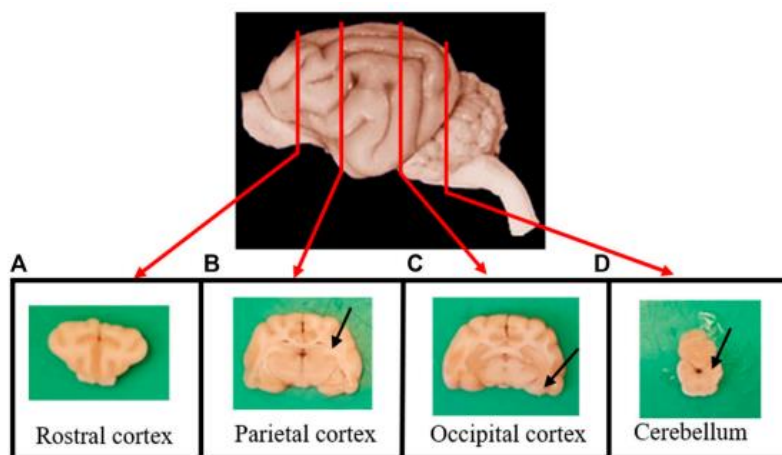 A
B
C
D
Rostral cortex
Parietal cortex
Occipital cortex
Cerebellum